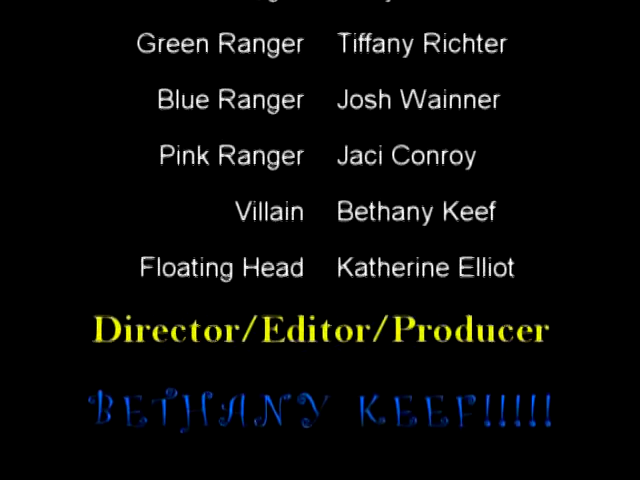 Green Ranger Tiffany Richter
Blue Ranger Josh Wainner
Pink Ranger Jaci Conroy
Villain Bethany Keef
Floating Head Katherine Elliot
Director/Editor/Producer
BETHANY KEEF!!!!!